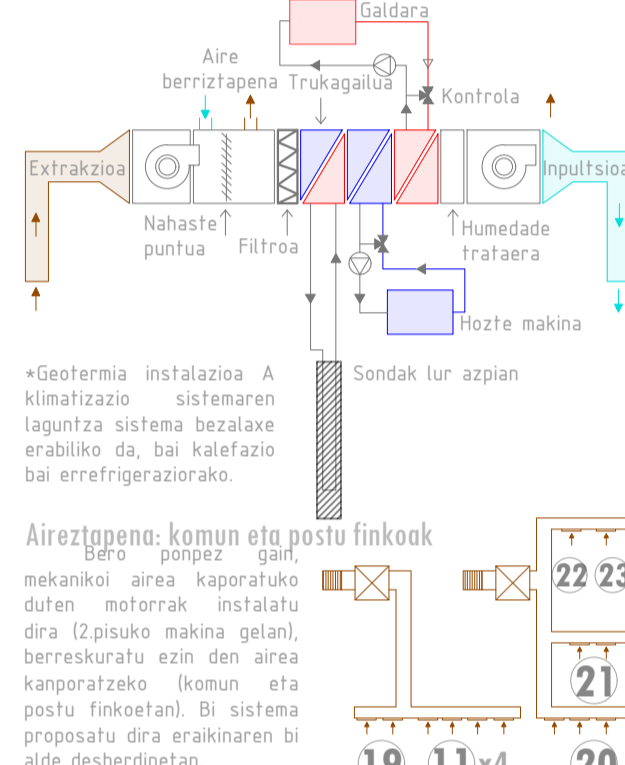 Galdara
Aire
berriztapena
Trukagailua
Kontrola
Extrakzioa
Inpultsioa
Nahaste
puntua
Filtroa
Humedade
trataera
Hozte makina
Sondak lur azpian
*Geotermia instalazioa A
klimatizazio sistemaren
laguntza sistema bezalaxe
erabiliko da, bai kalefazio
bai errefrigeraziorako.
Aireztapena: komun eta postu finkoak
Bero ponpez gain,
mekanikoi airea kaporatuko
duten motorrak instalatu
dira (2.pisuko makina gelan),
berreskuratu ezin den airea
kanporatzeko (komun eta
postu finkoetan). Bi sistema
proposatu dira eraikinaren bi
alde desberdinetan.
22 23
21
19 11 x4 20